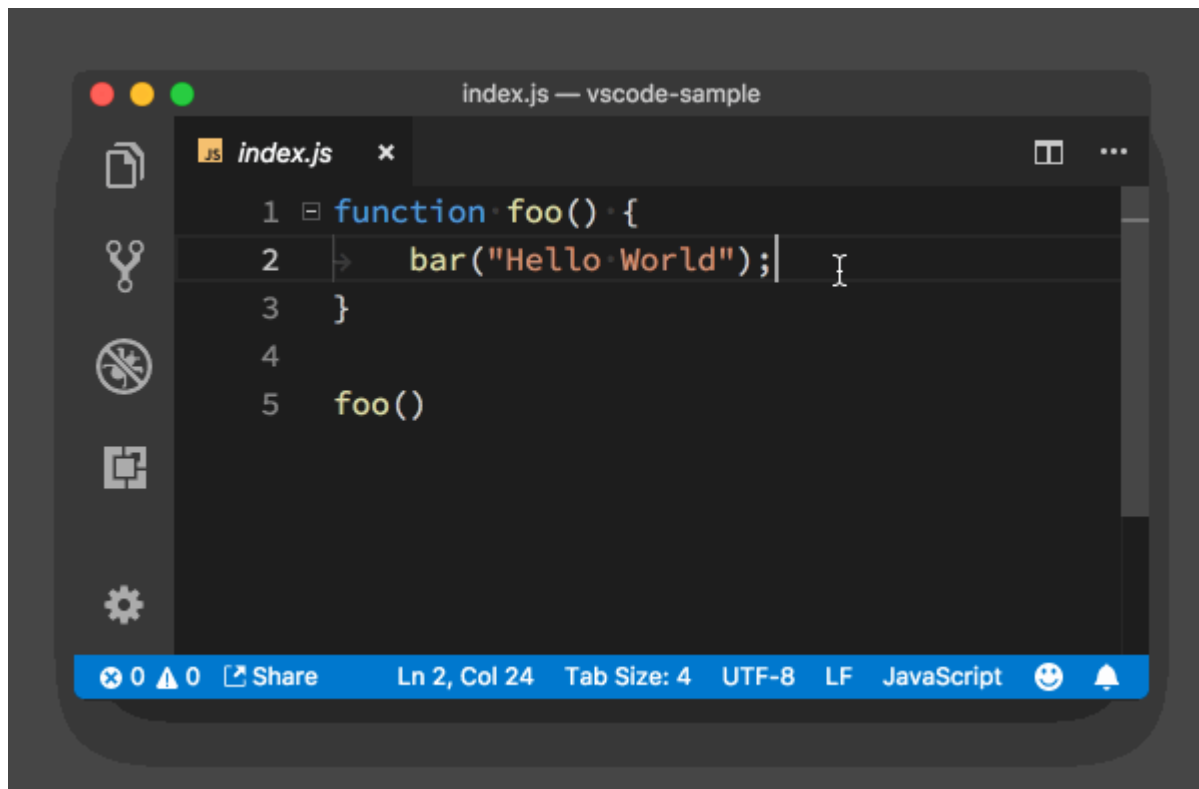 index.js — vscode-sample
JS index.js ×
1 function foo() {
2 bar("Hello World");
3 }
4
5 foo()
0 0 Share Ln 2, Col 24 Tab Size: 4 UTF-8 LF JavaScript